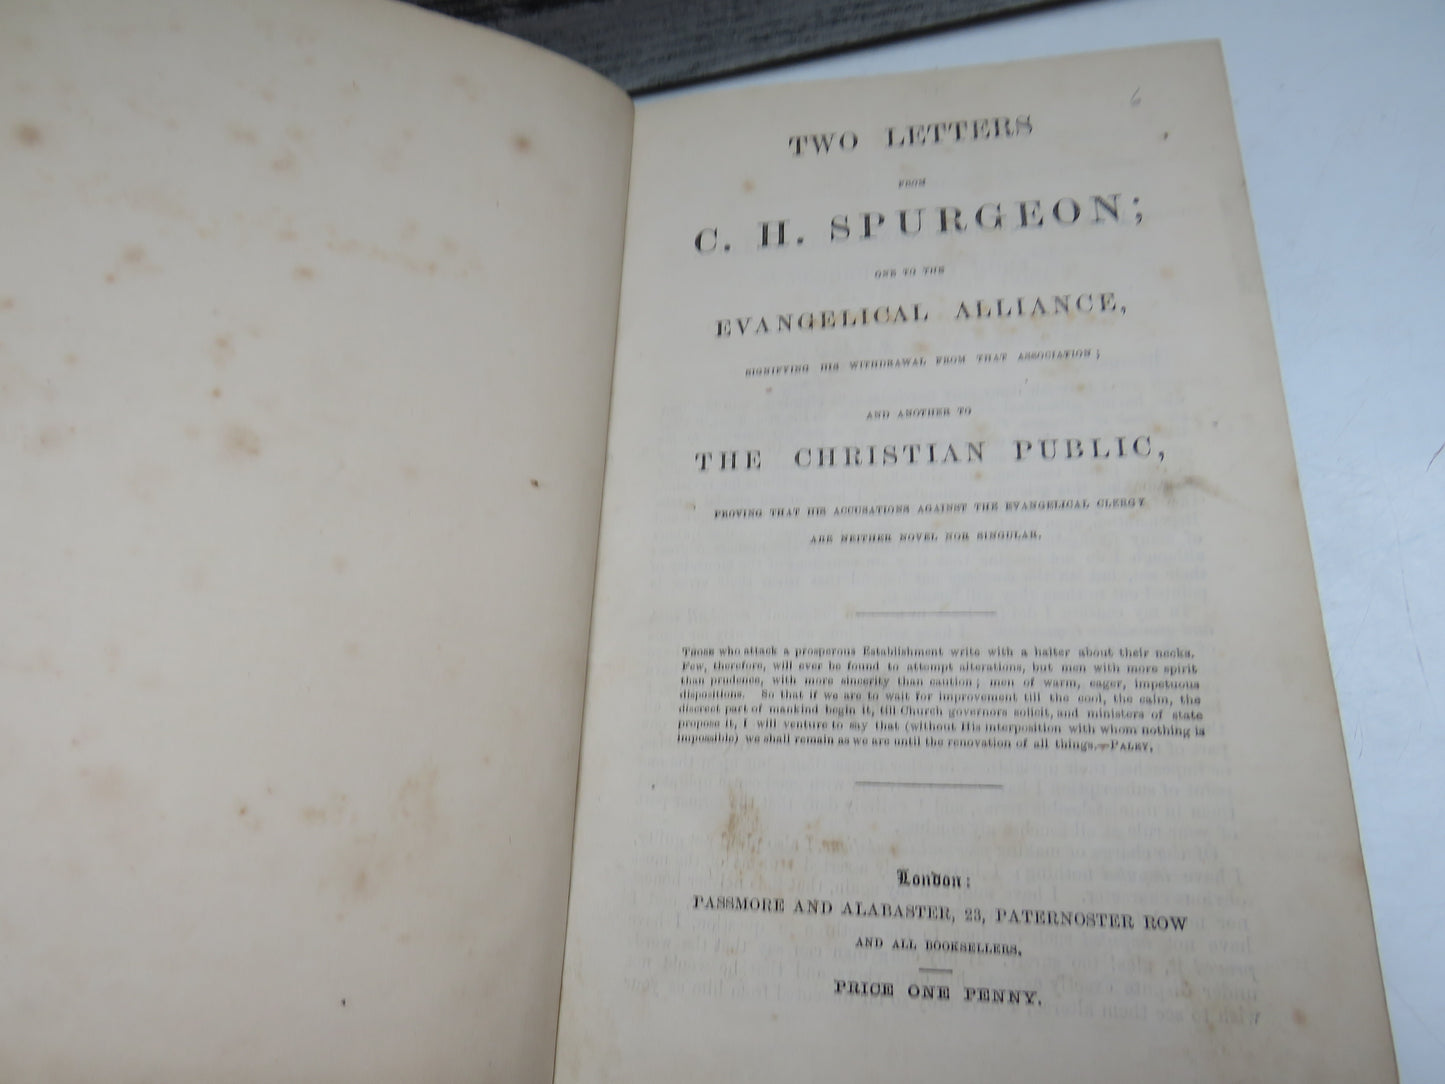 6
TWO LETTERS
FROM
C. H. SPURGEON;
ONE TO THE
EVANGELICAL ALLIANCE,
SIGNIFYING HIS WITHDRAWAL FROM THAT ASSOCIATION;
AND ANOTHER TO
THE CHRISTIAN PUBLIC,
PROVING THAT HIS ACCUSATIONS AGAINST THE EVANGELICAL CLERGY
ARE NEITHER NOVEL NOR SINGULAR.
THOSE who attack a prosperous Establishment write with a halter about their necks.
Few, therefore, will ever be found to attempt alterations, but men with more spirit
than prudence, with more sincerity than caution; men of warm, eager, impetuous
dispositions. So that if we are to wait for improvement till the cool, the calm, the
discreet part of mankind begin it, till Church governors solicit, and ministers of state
propose it, I will venture to say that (without His interposition with whom nothing is
impossible) we shall remain as we are until the renovation of all things.—PALEY.
London:
PASSMORE AND ALABASTER, 23, PATERNOSTER ROW
AND ALL BOOKSELLERS.
PRICE ONE PENNY.